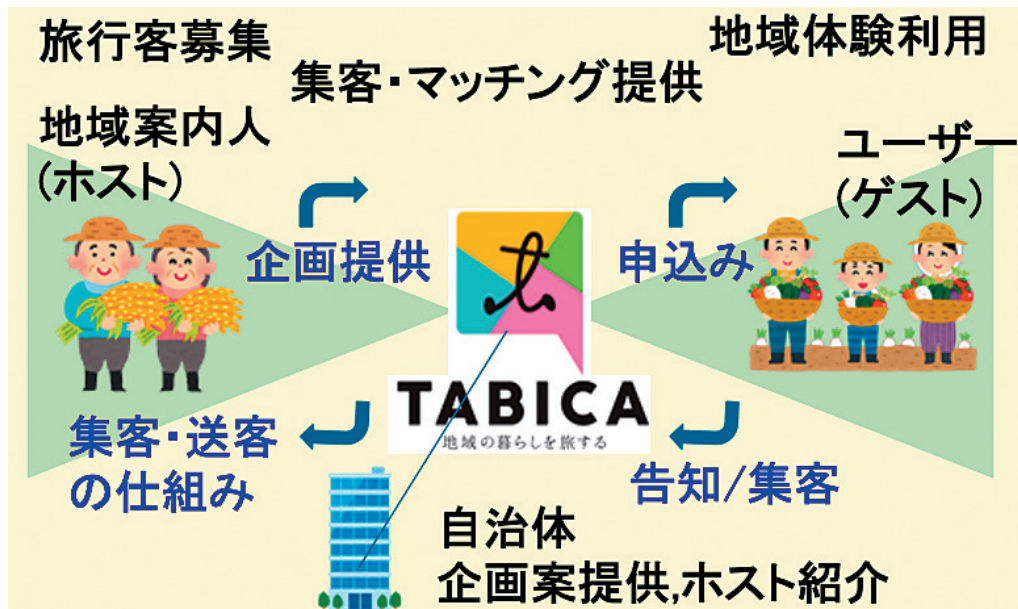 旅行客募集
地域体験利用
集客・マッチング提供
地域案内人
(ホスト)
ユーザー
(ゲスト)
企画提供
申込み
t
TABICA
地域の暮らしを旅する
集客・送客
の仕組み
告知/集客
自治体
企画案提供,ホスト紹介